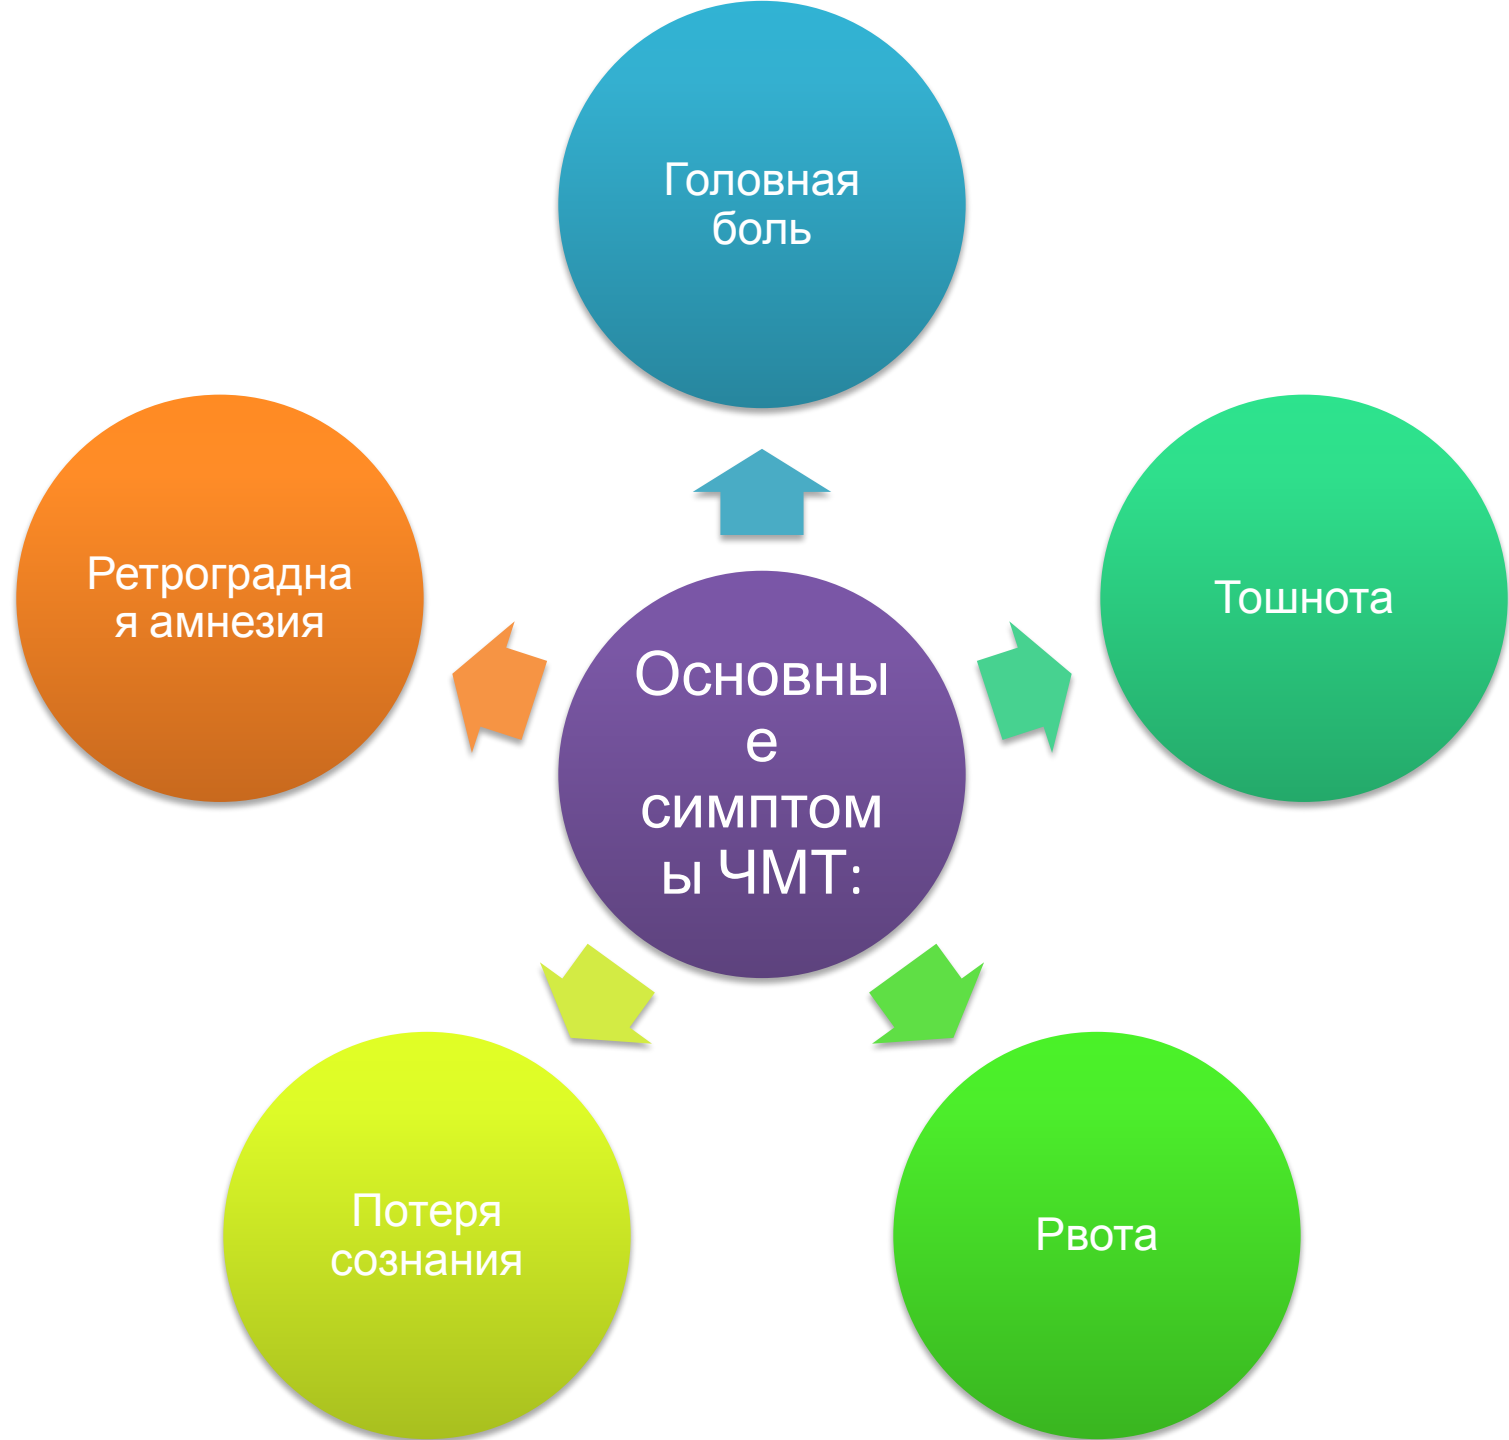 Головная
боль
Тошнота
Рвота
Потеря
сознания
Ретроградна
я амнезия
Основны
е
симптом
ы ЧМТ: